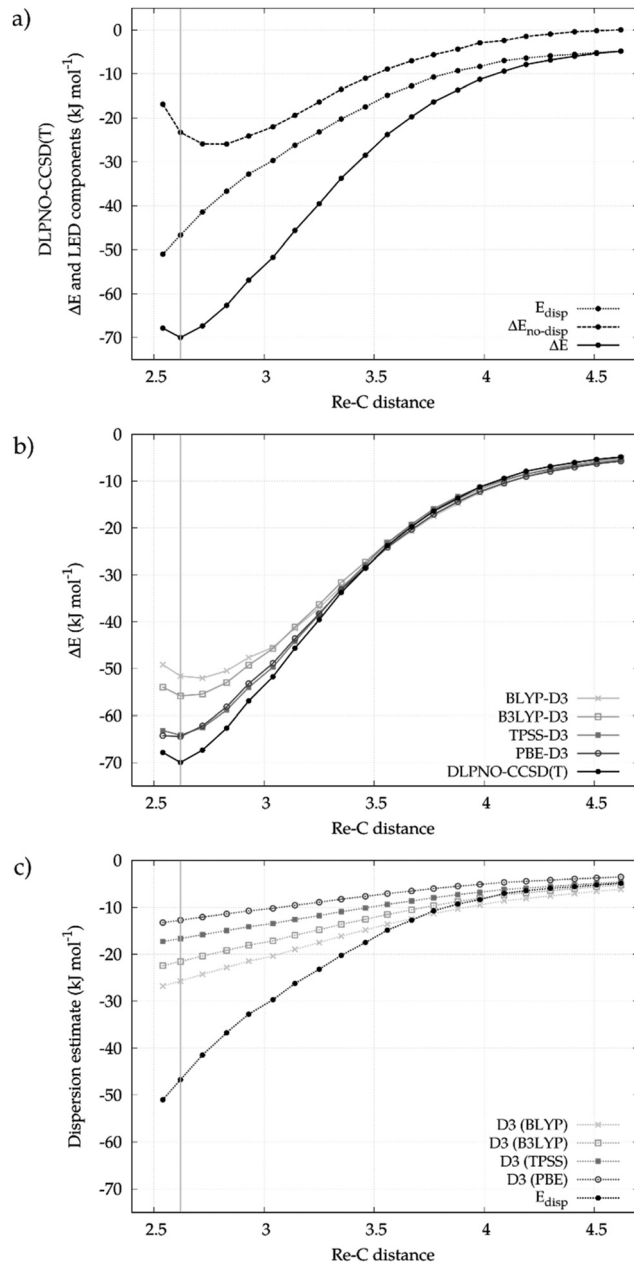 a)
DLPNO-CCSD(T)
ΔE and LED components (kJ mol⁻¹)
0
-10
-20
-30
-40
-50
-60
-70
E_disp
ΔE_no-disp
ΔE
2.5 3 3.5 4 4.5
Re-C distance
b)
ΔE (kJ mol⁻¹)
0
-10
-20
-30
-40
-50
-60
-70
BLYP-D3
B3LYP-D3
TPSS-D3
PBE-D3
DLPNO-CCSD(T)
2.5 3 3.5 4 4.5
Re-C distance
c)
Dispersion estimate (kJ mol⁻¹)
0
-10
-20
-30
-40
-50
-60
-70
D3 (BLYP)
D3 (B3LYP)
D3 (TPSS)
D3 (PBE)
E_disp
2.5 3 3.5 4 4.5
Re-C distance